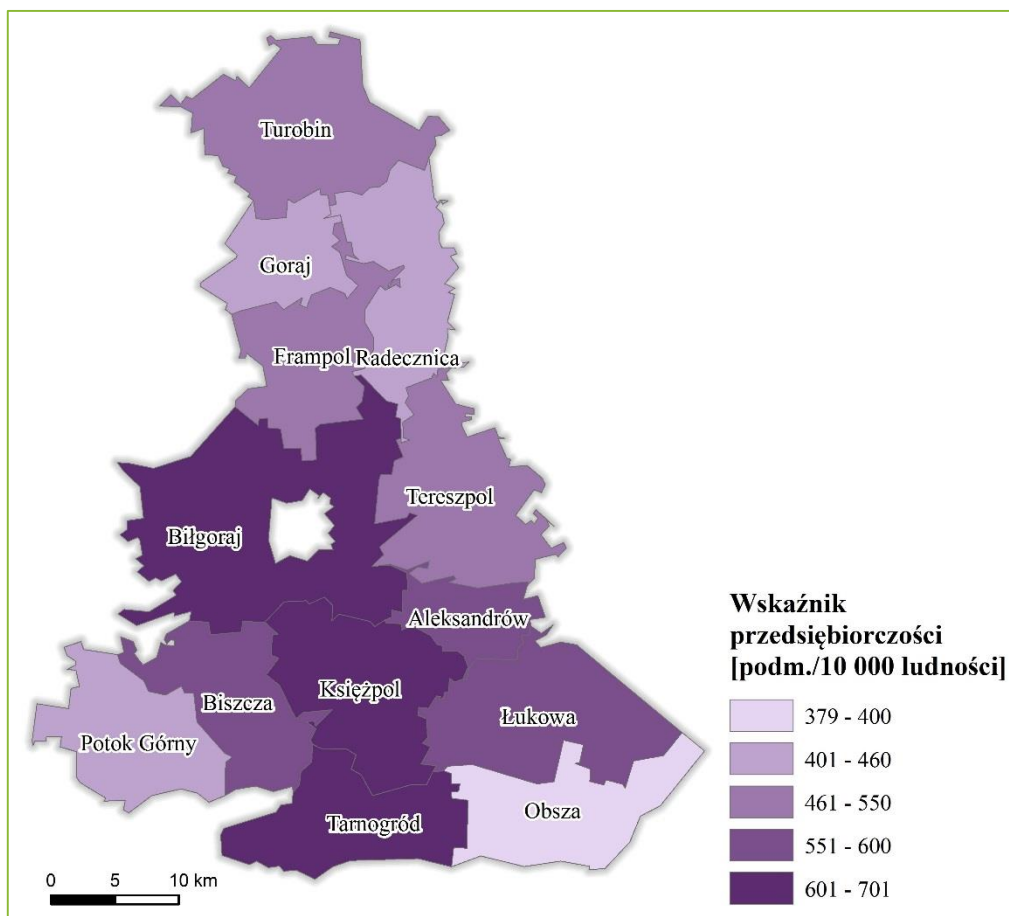 Turobin
Goraj
Frampol
Radecznica
Tereszpol
Biłgoraj
Aleksandrów
Księżpol
Biszcza
Łukowa
Potok Górny
Obsza
Tarnogród
0 5 10 km
Wskaźnik
przedsiębiorczości
[podm./10 000 ludności]
379 - 400
401 - 460
461 - 550
551 - 600
601 - 701